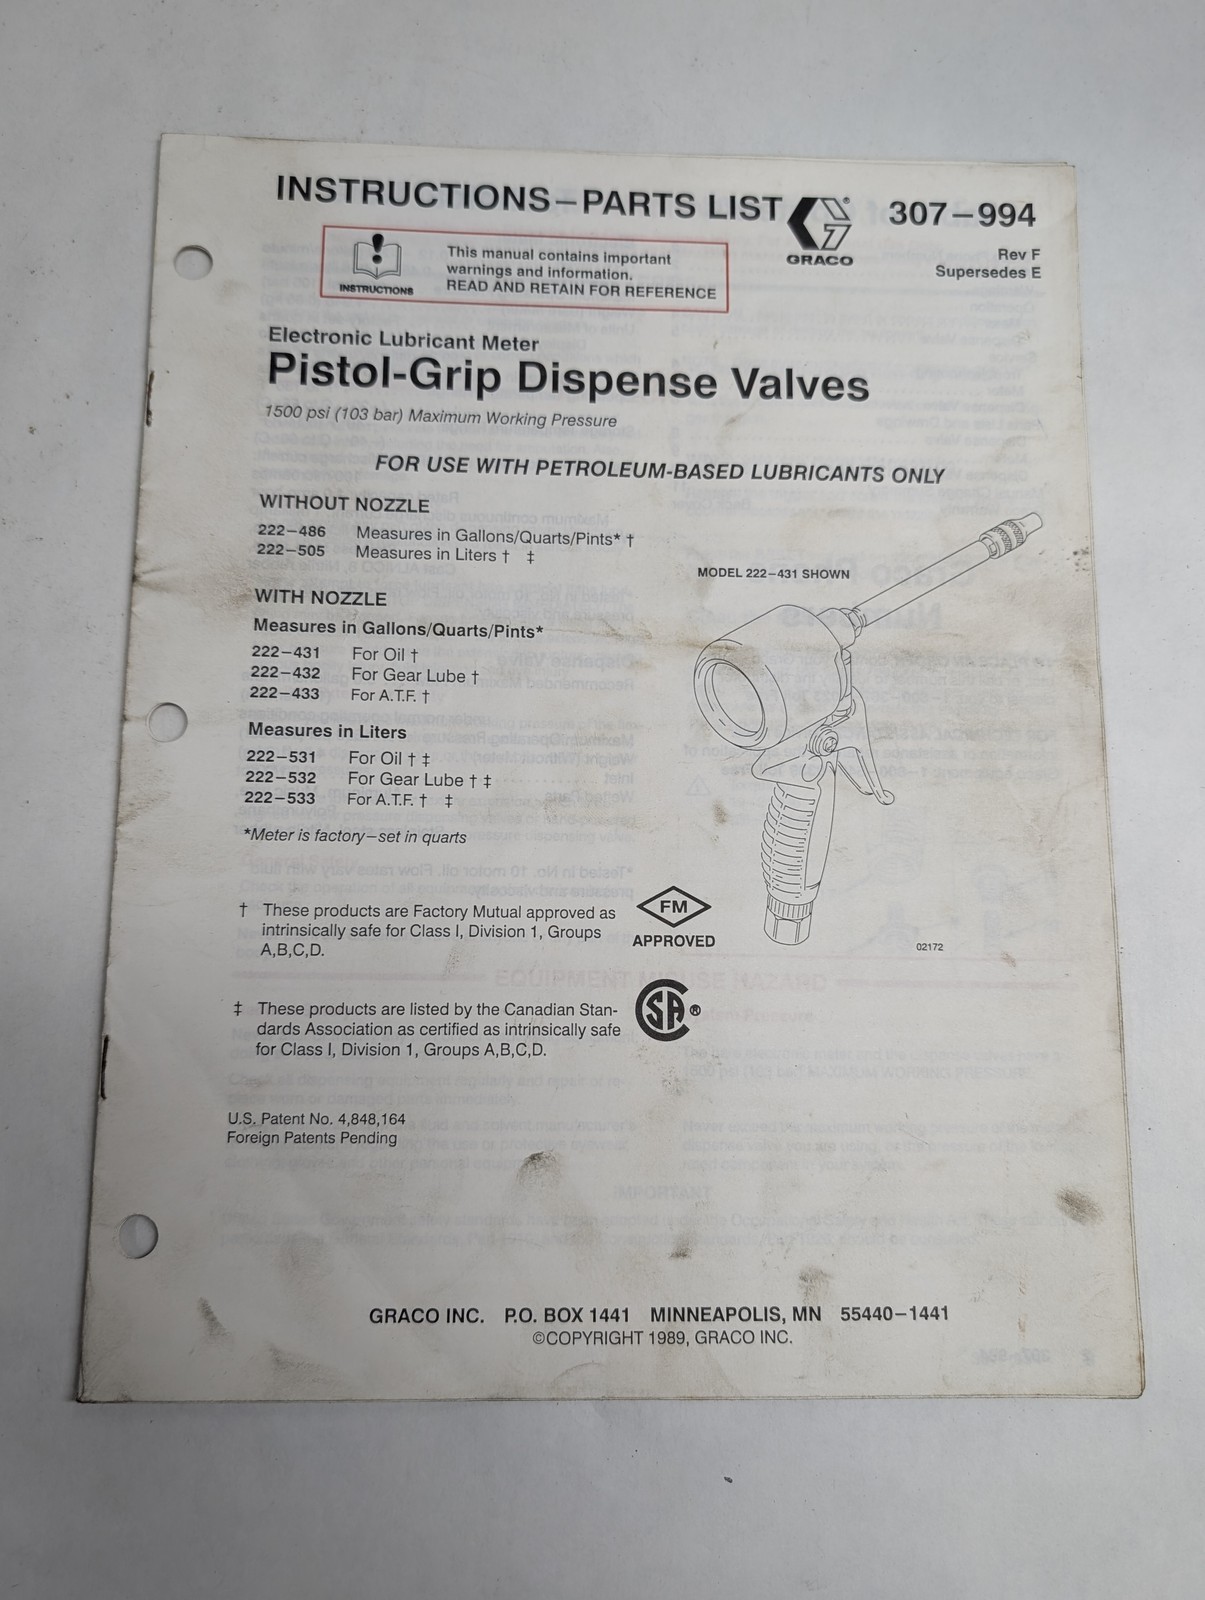 INSTRUCTIONS–PARTS LIST
GRACO
307–994
Rev F
Supersedes E
INSTRUCTIONS
This manual contains important
warnings and information.
READ AND RETAIN FOR REFERENCE
Electronic Lubricant Meter
Pistol-Grip Dispense Valves
1500 psi (103 bar) Maximum Working Pressure
FOR USE WITH PETROLEUM-BASED LUBRICANTS ONLY
WITHOUT NOZZLE
222–486 Measures in Gallons/Quarts/Pints* †
222–505 Measures in Liters † ‡
MODEL 222–431 SHOWN
WITH NOZZLE
Measures in Gallons/Quarts/Pints*
222–431 For Oil †
222–432 For Gear Lube †
222–433 For A.T.F. †
Measures in Liters
222–531 For Oil † ‡
222–532 For Gear Lube † ‡
222–533 For A.T.F. † ‡
*Meter is factory–set in quarts
† These products are Factory Mutual approved as
intrinsically safe for Class I, Division 1, Groups
A,B,C,D.
FM
APPROVED
02172
‡ These products are listed by the Canadian Stan-
dards Association as certified as intrinsically safe
for Class I, Division 1, Groups A,B,C,D.
SA®
U.S. Patent No. 4,848,164
Foreign Patents Pending
GRACO INC. P.O. BOX 1441 MINNEAPOLIS, MN 55440–1441
©COPYRIGHT 1989, GRACO INC.